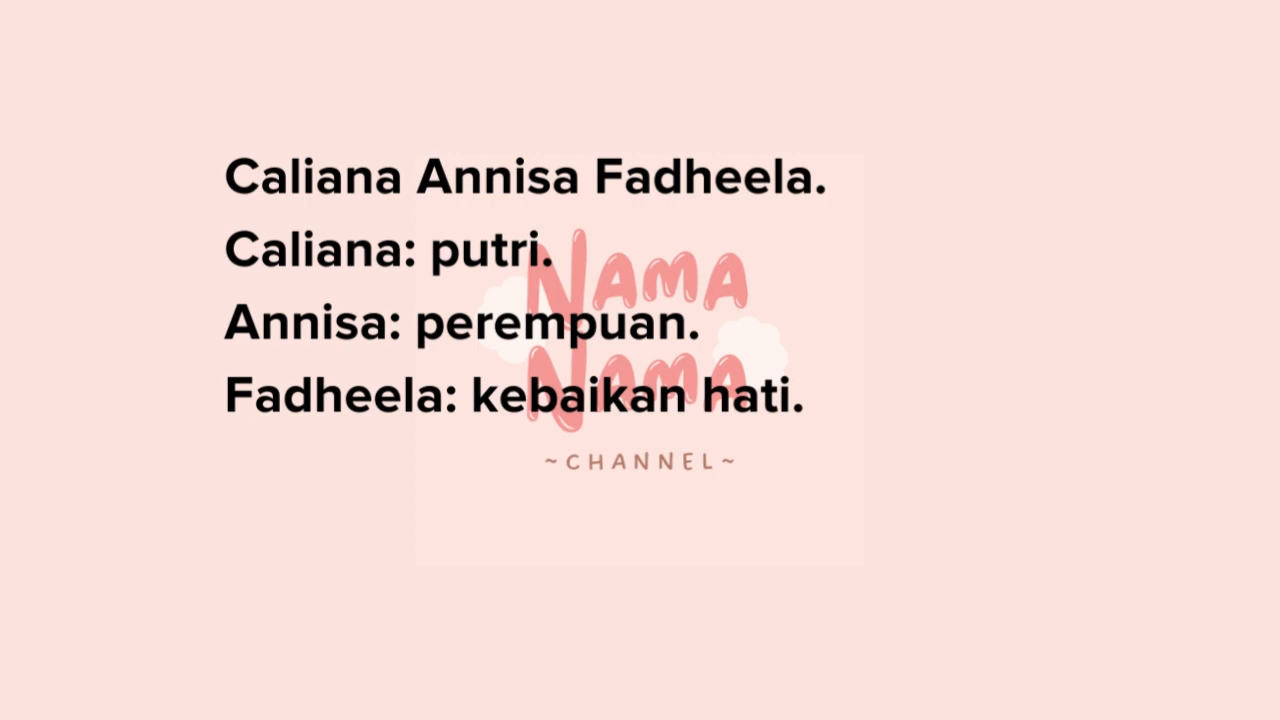 Caliana Annisa Fadheela.
Caliana: putri.
Annisa: perempuan.
Fadheela: kebaikan hati.
NAMA
NAMA
~CHANNEL~